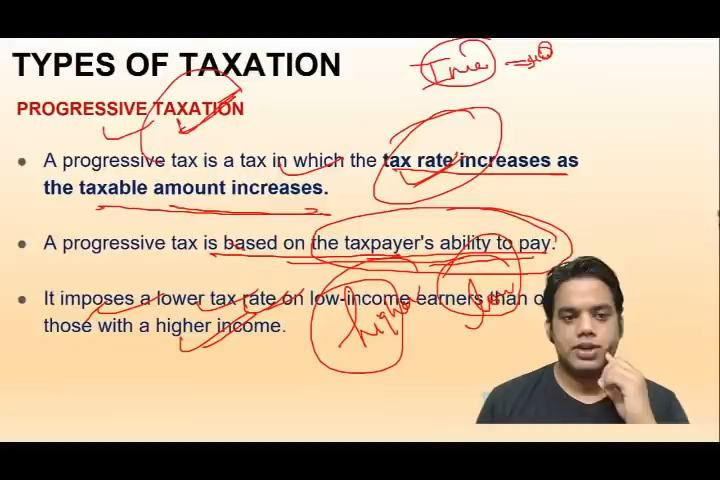 TYPES OF TAXATION
PROGRESSIVE TAXATION
A progressive tax is a tax in which the tax rate increases as
the taxable amount increases.
A progressive tax is based on the taxpayer's ability to pay.
It imposes a lower tax rate on low-income earners than
those with a higher income.
higher
low